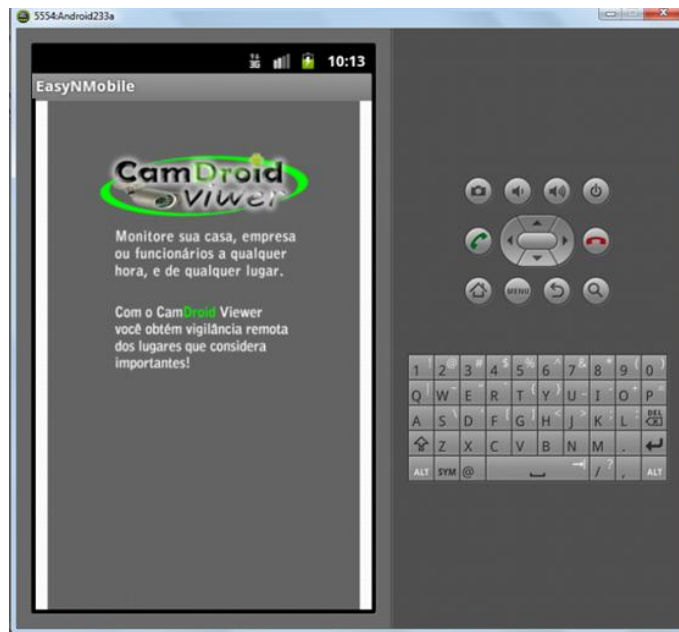 5554:Android233a
3G 10:13
EasyNMobile
CamDroid
Viwer
Monitore sua casa, empresa
ou funcionários a qualquer
hora, e de qualquer lugar.
Com o CamDroid Viewer
você obtém vigilância remota
dos lugares que considera
importantes!
MENU
1 ! 2 @ 3 # 4 $ 5 % 6 ^ 7 & 8 * 9 ( 0 )
Q W E R T Y U I O P
A S D F G H J K L DEL
Z X C V B N M .
ALT SYM @ / ? , ALT